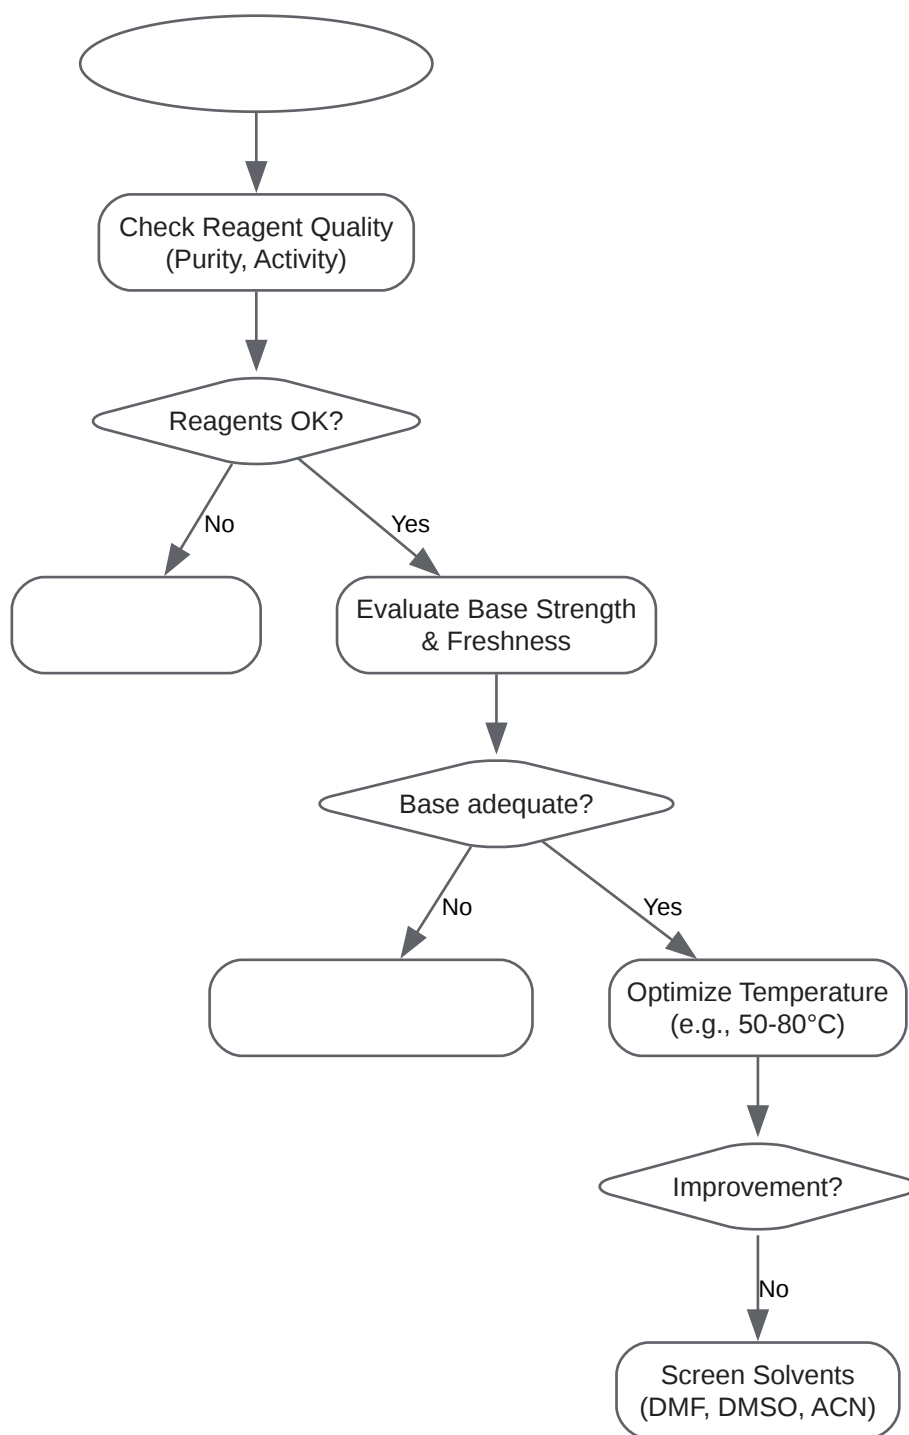 Check Reagent Quality
(Purity, Activity)
Reagents OK?
No
Yes
Evaluate Base Strength
& Freshness
Base adequate?
No
Yes
Optimize Temperature
(e.g., 50-80°C)
Improvement?
No
Screen Solvents
(DMF, DMSO, ACN)